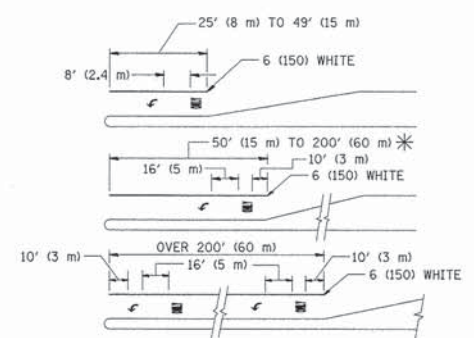 25' (8 m) TO 49' (15 m)
8' (2.4 m)
6 (150) WHITE
50' (15 m) TO 200' (60 m) ✳
16' (5 m)
10' (3 m)
6 (150) WHITE
OVER 200' (60 m)
10' (3 m)
16' (5 m)
10' (3 m)
6 (150) WHITE